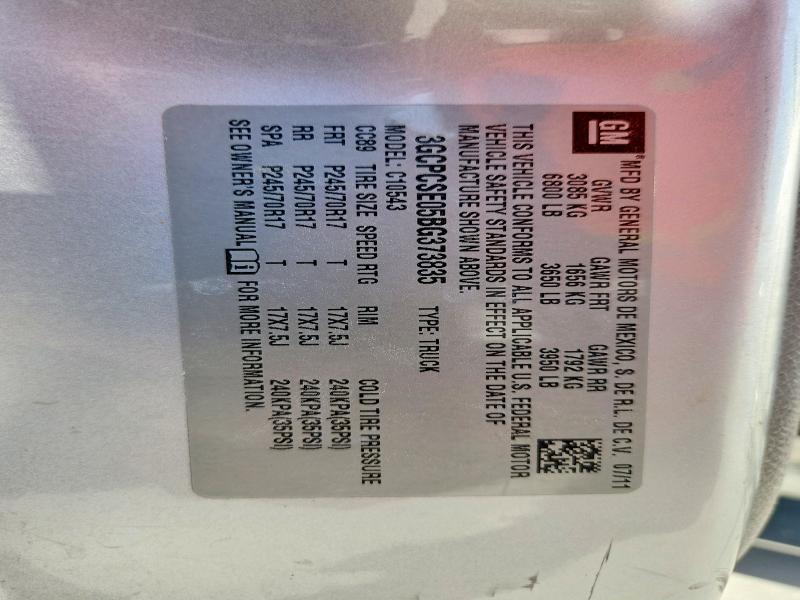 GM ® MFD BY GENERAL MOTORS DE MEXICO, S. DE R.L. DE C.V. 07/11
GVWR GAWR FRT GAWR RR
3085 KG 1656 KG 1792 KG
6800 LB 3650 LB 3950 LB
THIS VEHICLE CONFORMS TO ALL APPLICABLE U.S. FEDERAL MOTOR
VEHICLE SAFETY STANDARDS IN EFFECT ON THE DATE OF
MANUFACTURE SHOWN ABOVE.
3GCPCSE05BG373835 TYPE: TRUCK
MODEL: C10543
CC89 TIRE SIZE SPEED RTG RIM COLD TIRE PRESSURE
FRT P245/70R17 T 17X7.5J 240KPA(35PSI)
RR P245/70R17 T 17X7.5J 240KPA(35PSI)
SPA P245/70R17 T 17X7.5J 240KPA(35PSI)
SEE OWNER'S MANUAL FOR MORE INFORMATION.